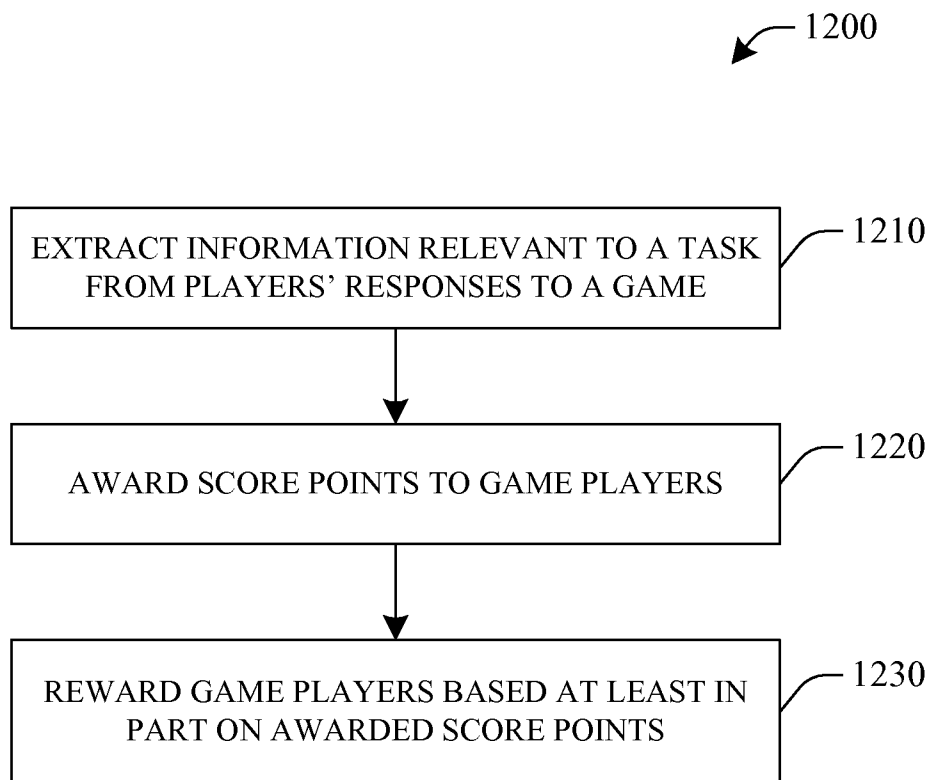 1200
EXTRACT INFORMATION RELEVANT TO A TASK
FROM PLAYERS’ RESPONSES TO A GAME
1210
AWARD SCORE POINTS TO GAME PLAYERS
1220
REWARD GAME PLAYERS BASED AT LEAST IN
PART ON AWARDED SCORE POINTS
1230